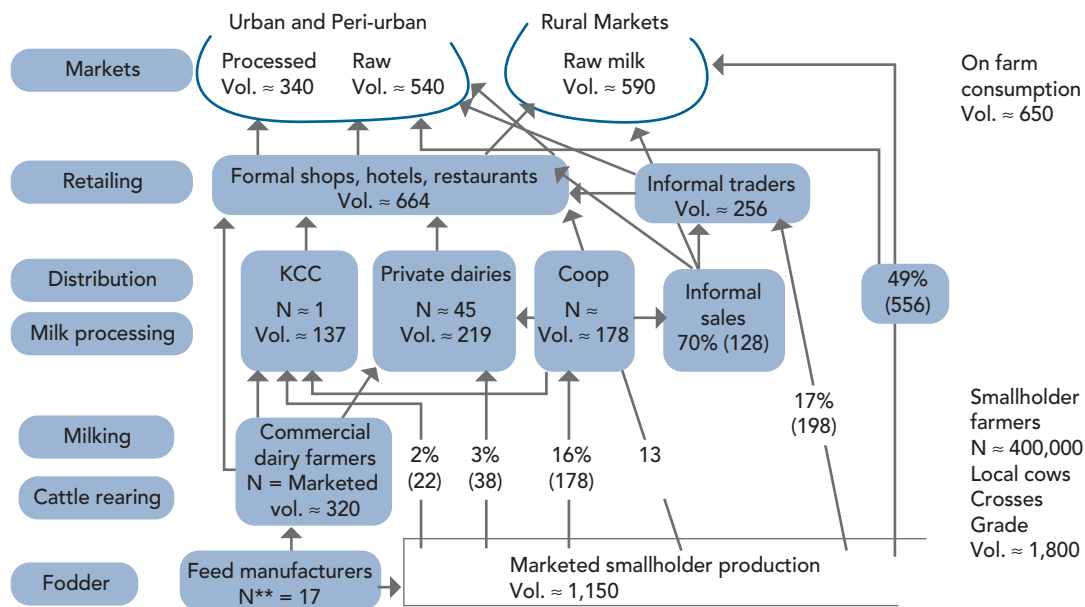 Urban and Peri-urban
Rural Markets
Markets
Processed
Vol. ≈ 340
Raw
Vol. ≈ 540
Raw milk
Vol. ≈ 590
On farm
consumption
Vol. ≈ 650
Retailing
Formal shops, hotels, restaurants
Vol. ≈ 664
Informal traders
Vol. ≈ 256
Distribution
Milk processing
KCC
N ≈ 1
Vol. ≈ 137
Private dairies
N ≈ 45
Vol. ≈ 219
Coop
N ≈
Vol. ≈ 178
Informal
sales
70% (128)
49%
(556)
Milking
Cattle rearing
Commercial
dairy farmers
N = Marketed
vol. ≈ 320
2%
(22)
3%
(38)
16%
(178)
13
17%
(198)
Smallholder
farmers
N ≈ 400,000
Local cows
Crosses
Grade
Vol. ≈ 1,800
Fodder
Feed manufacturers
N** = 17
Marketed smallholder production
Vol. ≈ 1,150